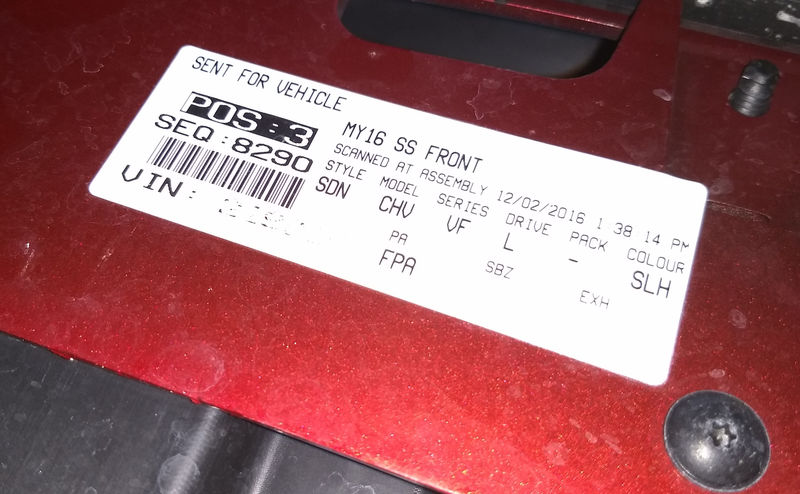 SENT FOR VEHICLE
POS:3
SEQ:8290
VIN:
MY16 SS FRONT
SCANNED AT ASSEMBLY 12/02/2016 1 38 14 PM
STYLE MODEL SERIES DRIVE PACK COLOUR
SDN CHV VF L - SLH
PA SBZ EXH
FPA